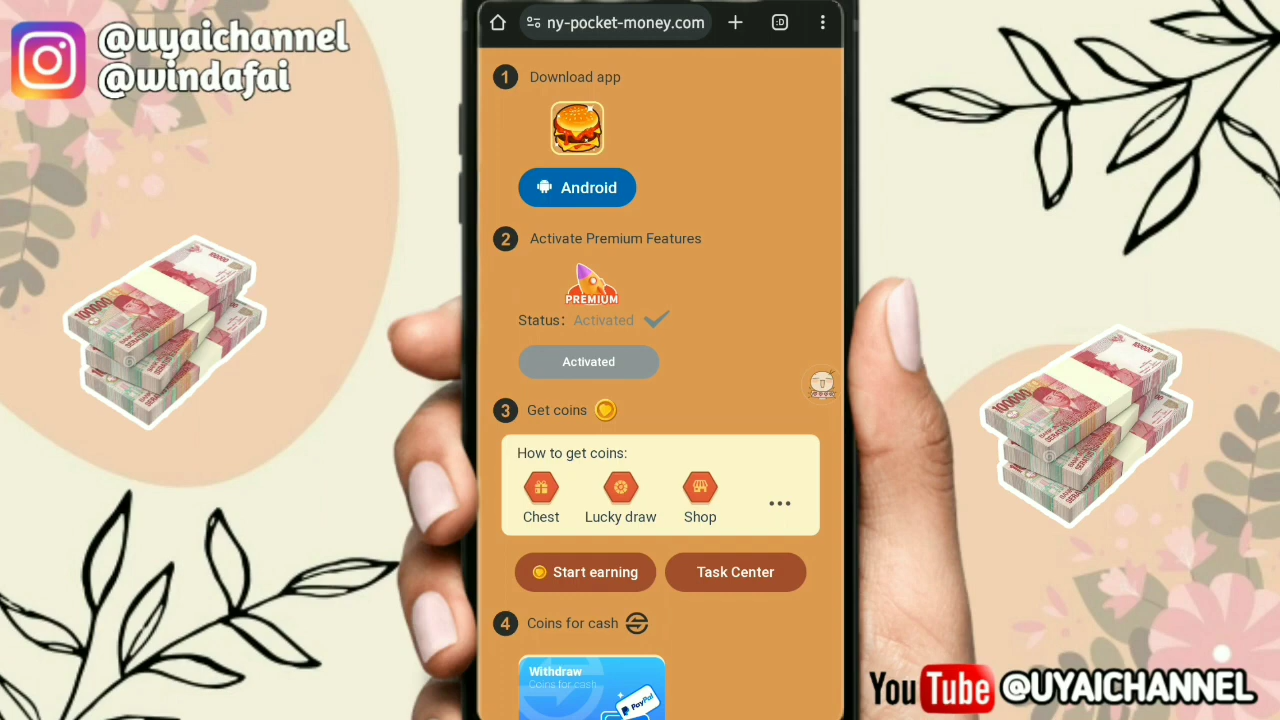 @uyaichannel
@windafai
ny-pocket-money.com
:D
1 Download app
Android
2 Activate Premium Features
PREMIUM
Status: Activated
Activated
3 Get coins
How to get coins:
Chest
Lucky draw
Shop
Start earning
Task Center
4 Coins for cash
Withdraw
Coins for cash
PayPal
100000
100000
YouTube @UYAICHANNEL